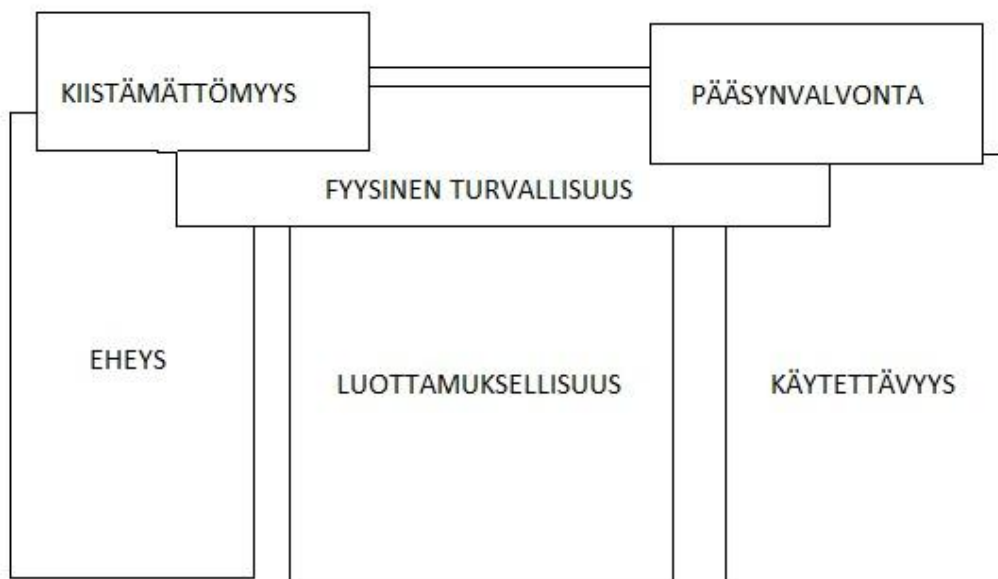 KIISTÄMÄTTÖMYYS
PÄÄSYNVALVONTA
FYYSINEN TURVALLISUUS
EHEYS
LUOTTAMUKSELLISUUS
KÄYTETTÄVYYS